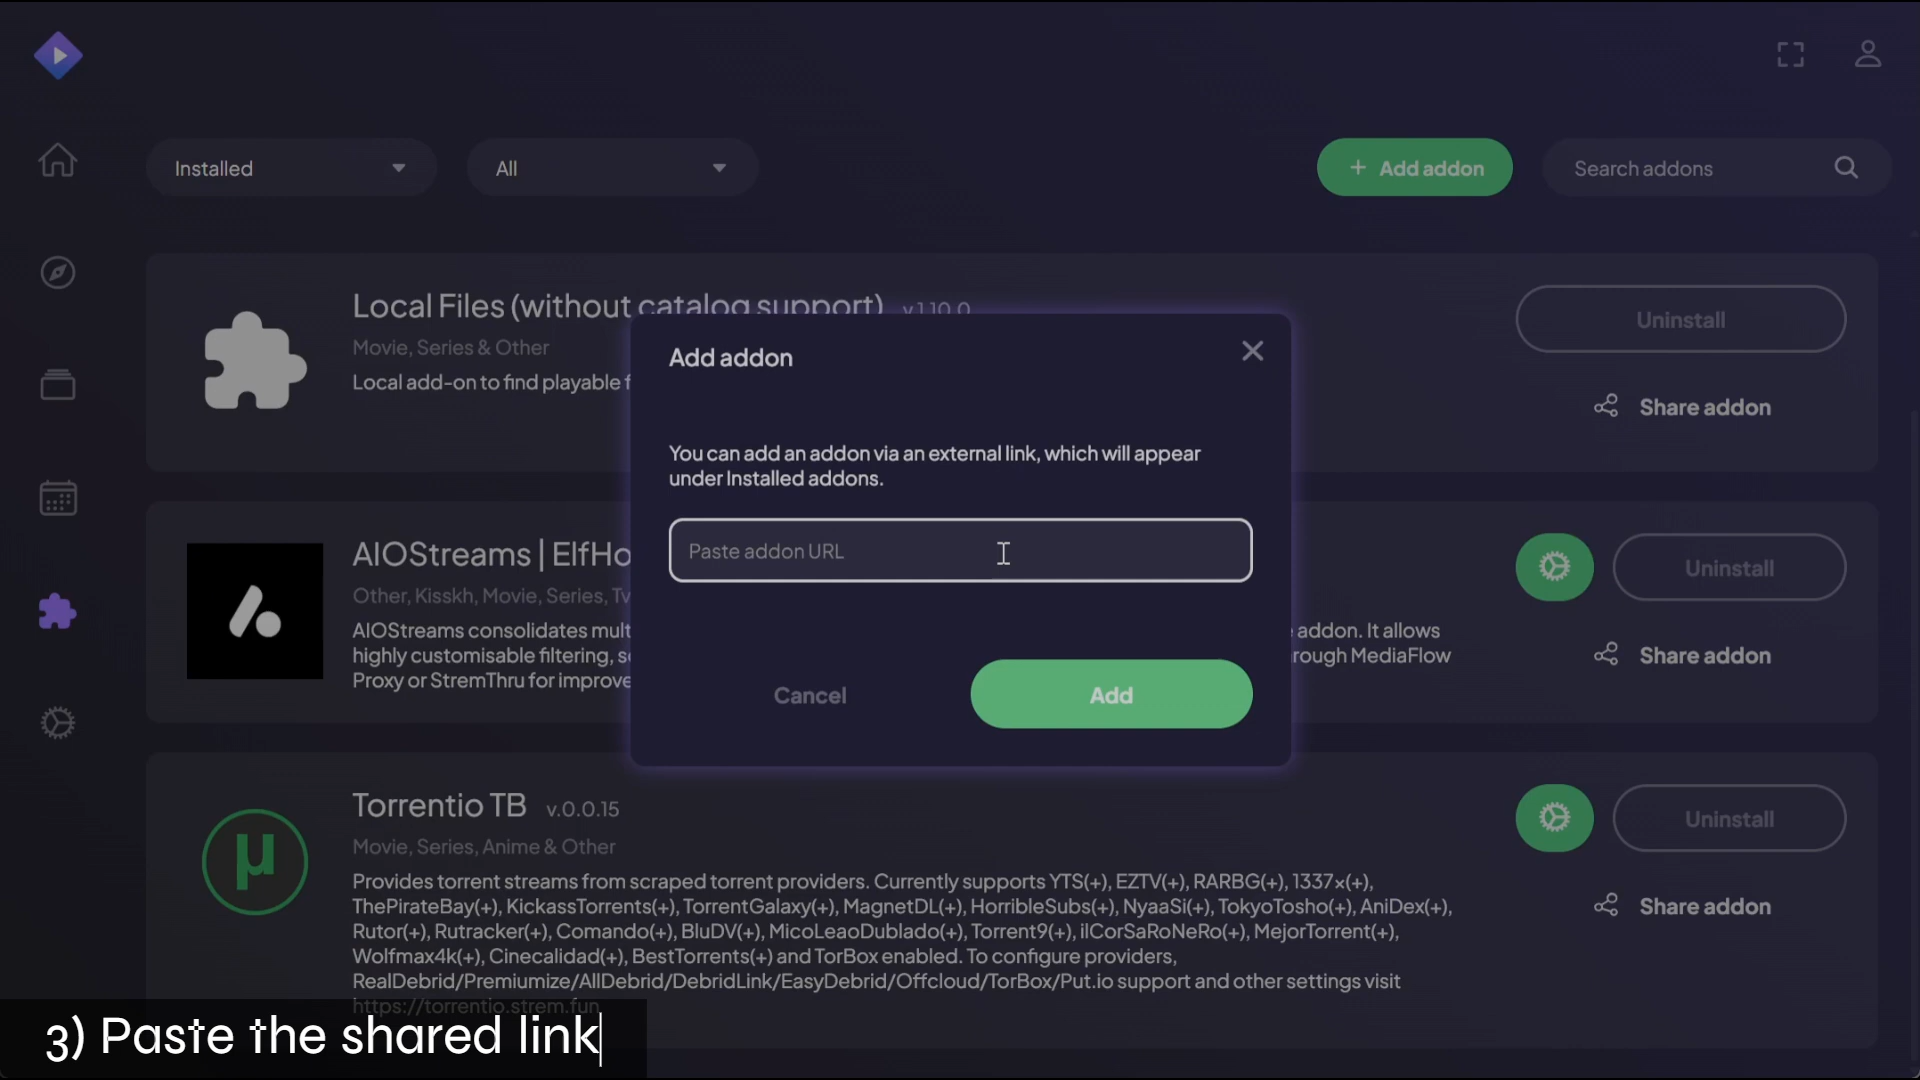 Installed
All
+ Add addon
Search addons
Local Files (without catalog support) v.1.10.0
Movie, Series & Other
Local add-on to find playable f
Uninstall
Share addon
Add addon
You can add an addon via an external link, which will appear
under Installed addons.
Paste addon URL
Cancel
Add
AIOStreams | ElfHo
Other, Kisskh, Movie, Series, Tv
AIOStreams consolidates mult
addon. It allows
highly customisable filtering, s
rough MediaFlow
Proxy or StremThru for improve
Uninstall
Share addon
Torrentio TB v.0.0.15
Movie, Series, Anime & Other
Provides torrent streams from scraped torrent providers. Currently supports YTS(+), EZTV(+), RARBG(+), 1337x(+),
ThePirateBay(+), KickassTorrents(+), TorrentGalaxy(+), MagnetDL(+), HorribleSubs(+), NyaaSi(+), TokyoTosho(+), AniDex(+),
Rutor(+), Rutracker(+), Comando(+), BluDV(+), MicoLeaoDublado(+), Torrent9(+), ilCorSaRoNeRo(+), MejorTorrent(+),
Wolfmax4k(+), Cinecalidad(+), BestTorrents(+) and TorBox enabled. To configure providers,
RealDebrid/Premiumize/AllDebrid/DebridLink/EasyDebrid/Offcloud/TorBox/Put.io support and other settings visit
https://torrentio.strem.fun
Uninstall
Share addon
3) Paste the shared link